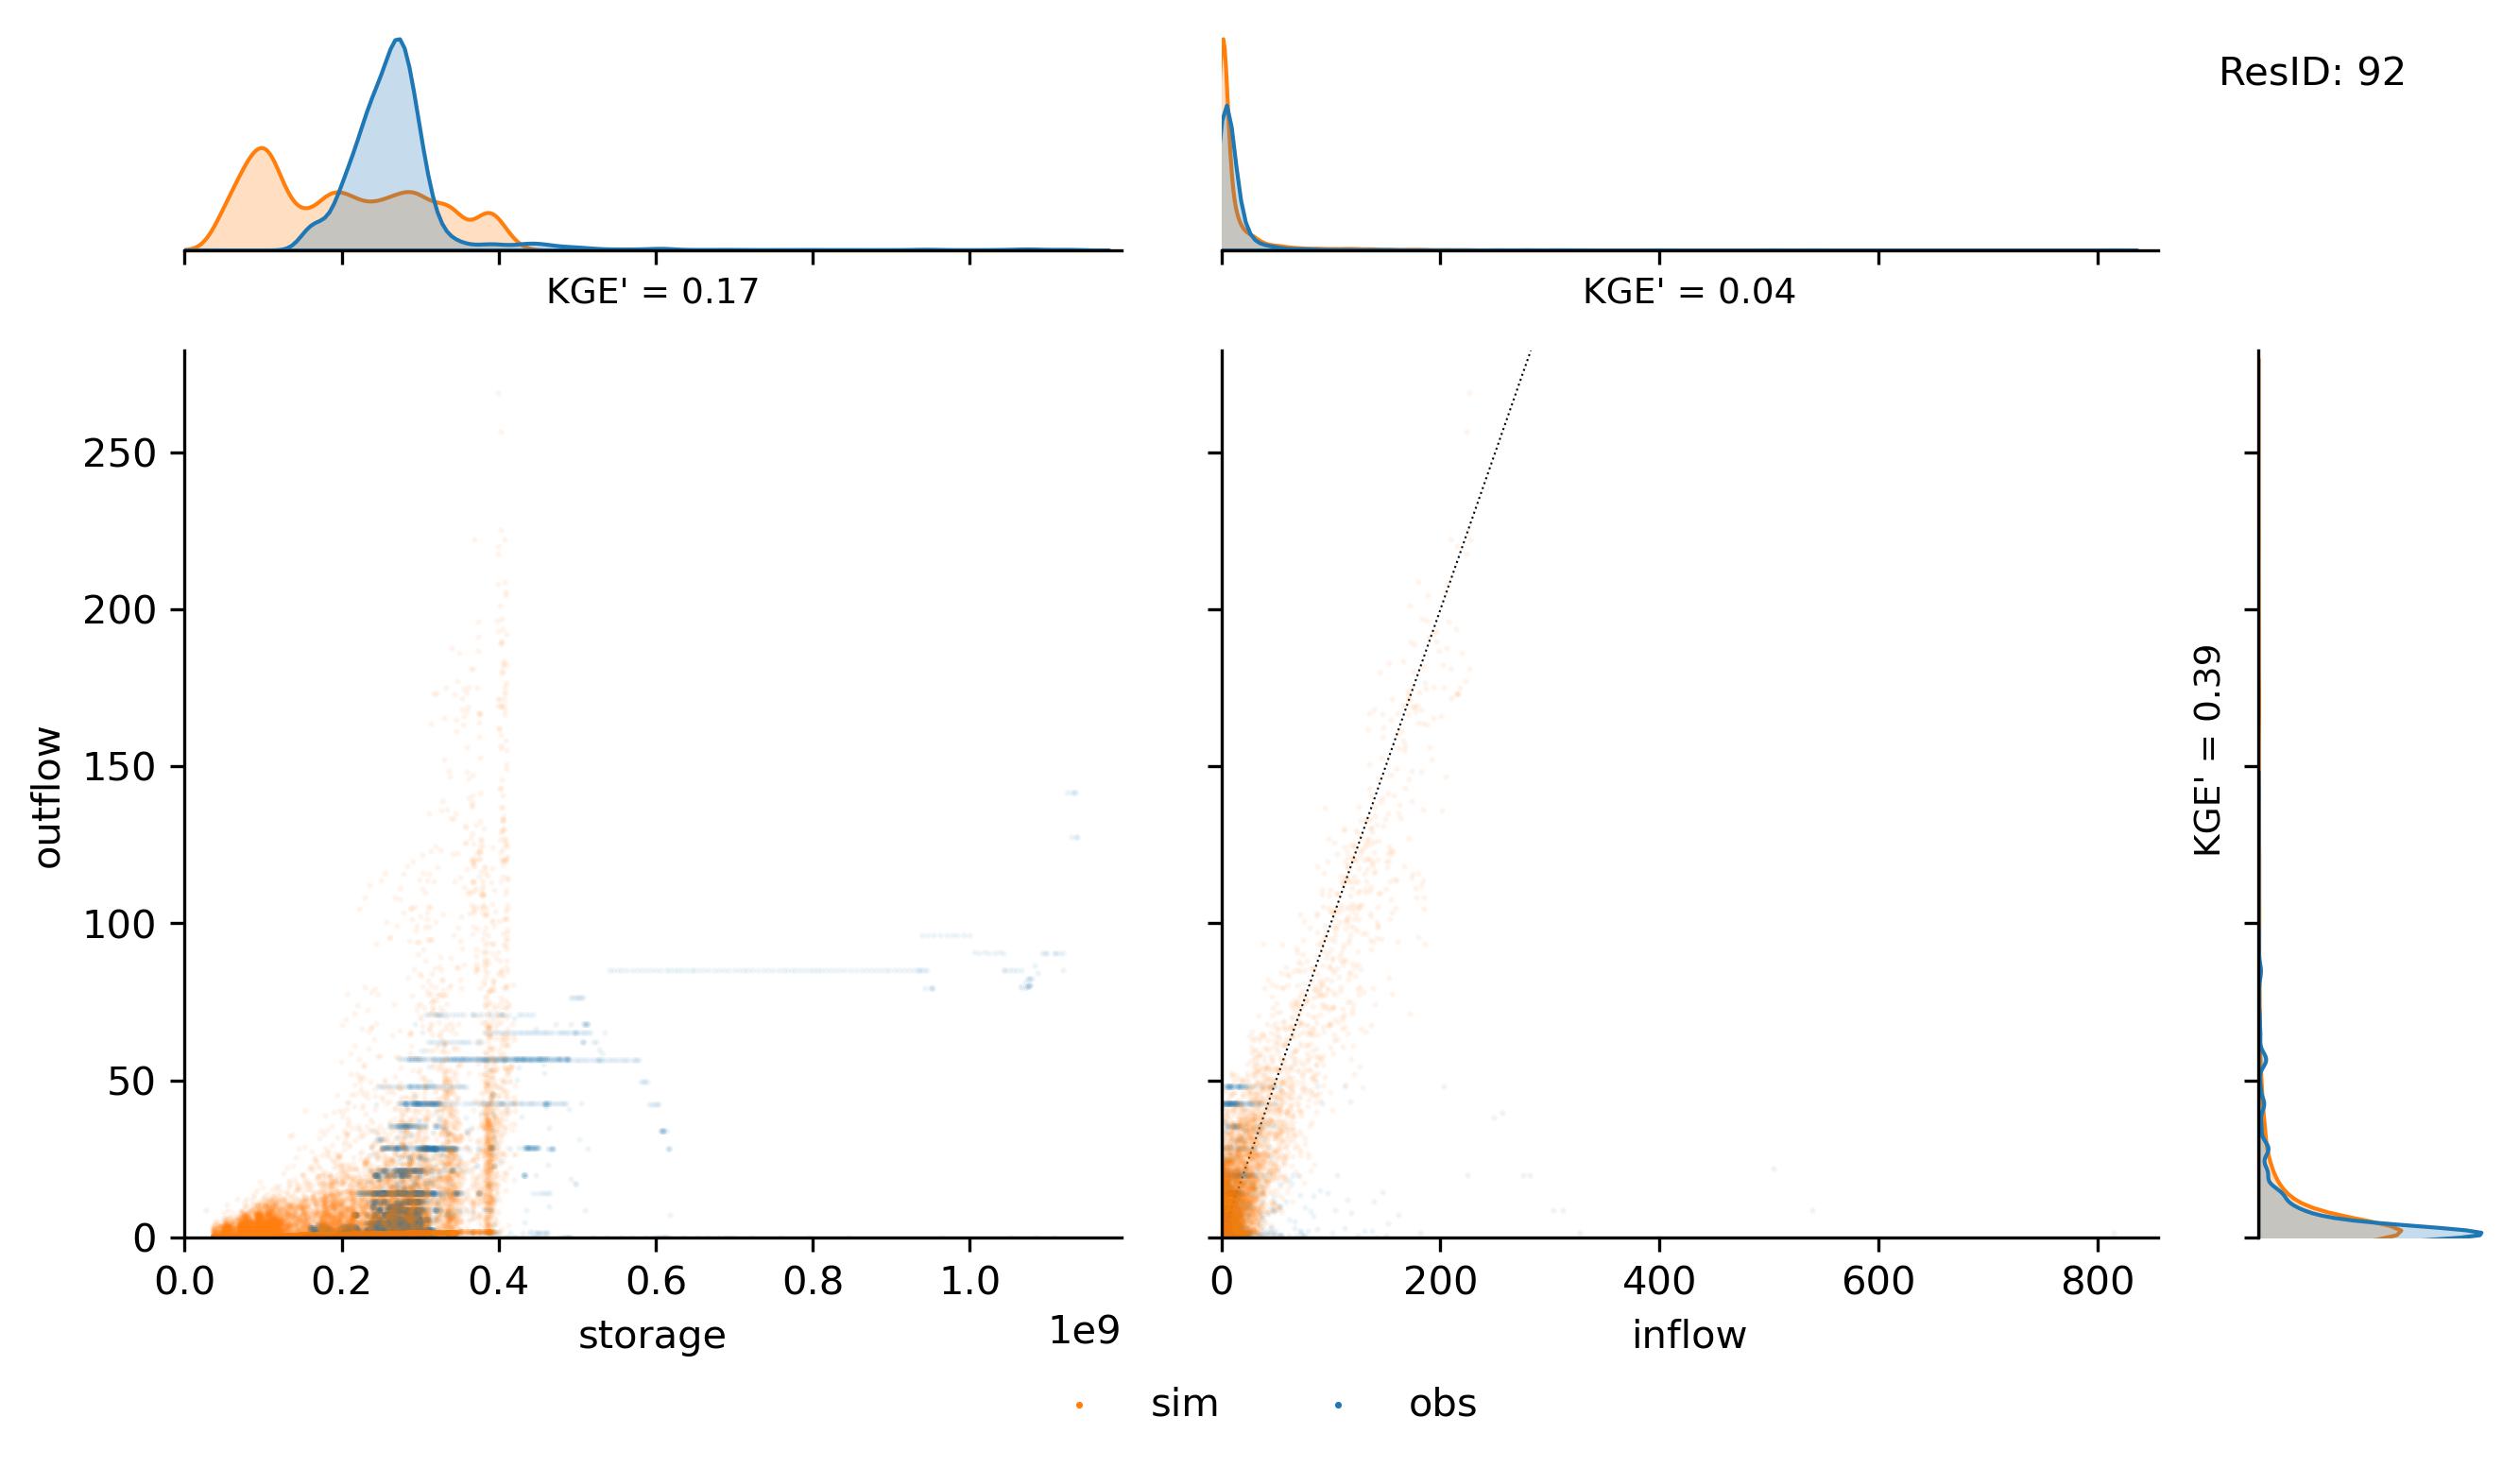 ResID: 92
KGE' = 0.17
KGE' = 0.04
250
200
150
100
50
0
outflow
KGE' = 0.39
0.0 0.2 0.4 0.6 0.8 1.0
1e9
storage
0 200 400 600 800
inflow
sim obs